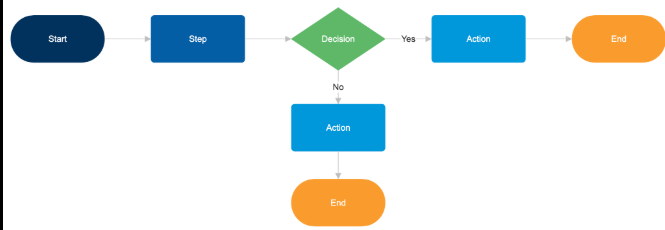 Start
Step
Decision
Yes
Action
End
No
Action
End